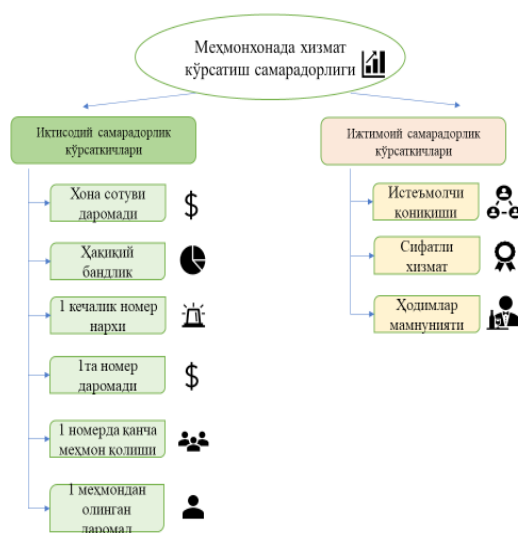 Меҳмонхонада хизмат
кўрсатиш самарадорлиги
Иқтисодий самарадорлик
кўрсаткичлари
Хона сотуви
даромади
Ҳақиқий
бандлик
1 кечалик номер
нархи
1та номер
даромади
1 номерда қанча
меҳмон қолиши
1 меҳмондан
олинган
даромад
Ижтимоий самарадорлик
кўрсаткичлари
Истеъмолчи
қониқиши
Сифатли
хизмат
Ҳодимлар
мамнунияти